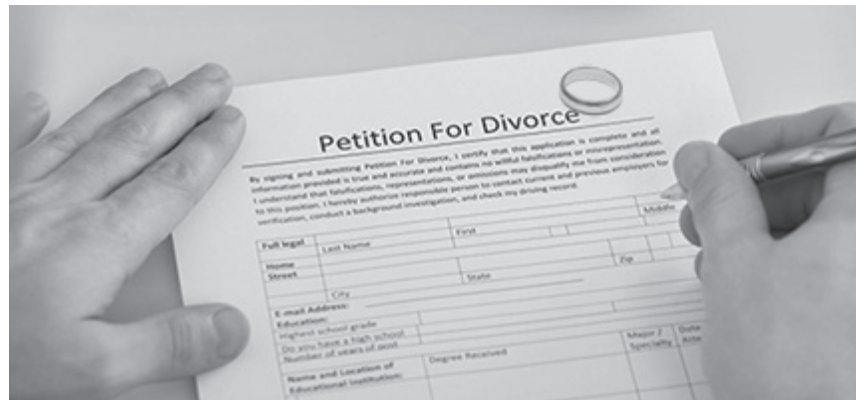 Petition For Divorce
By signing and submitting Petition For Divorce, I certify that this application is complete and all
information provided is true and accurate and contains no willful falsifications or misrepresentation.
I understand that falsifications, representations, or omissions may disqualify me from consideration
to this position. I hereby authorize responsible person to contact current and previous employers for
verification, conduct a background investigation, and check my driving record.
Full legal Last Name First Middle
Home
Street
City State Zip
E-mail Address:
Education:
Highest school grade
Do you have a high school
Number of years of post
Name and Location of Degree Received Major / Date
Educational Institution: Specialty